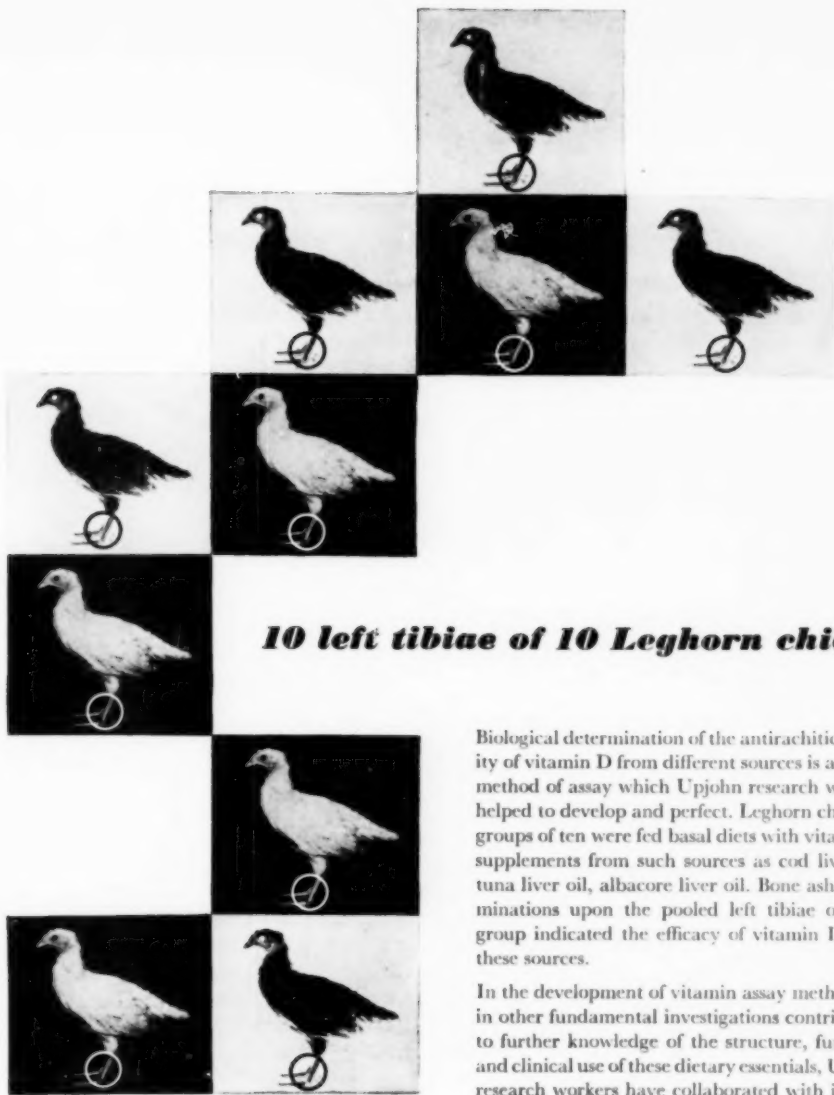 10 left tibiae of 10 Leghorn chi
Biological determination of the antirachitic
ity of vitamin D from different sources is a
method of assay which Upjohn research w
helped to develop and perfect. Leghorn ch
groups of ten were fed basal diets with vita
supplements from such sources as cod liv
tuna liver oil, albacore liver oil. Bone ash
minations upon the pooled left tibiae o
group indicated the efficacy of vitamin D
these sources.
In the development of vitamin assay meth
in other fundamental investigations contri
to further knowledge of the structure, fu
and clinical use of these dietary essentials, U
research workers have collaborated with i